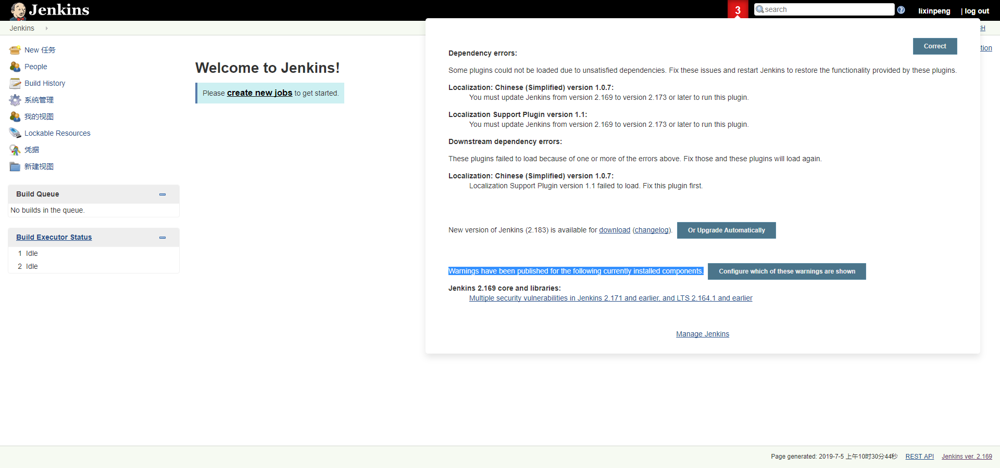 Jenkins
3
search
lixinpeng
| log out
Jenkins
New 任务
People
Build History
系统管理
我的视图
Lockable Resources
凭据
新建视图
Build Queue
No builds in the queue.
Build Executor Status
1 Idle
2 Idle
Welcome to Jenkins!
Please create new jobs to get started.
Correct
Dependency errors:
Some plugins could not be loaded due to unsatisfied dependencies. Fix these issues and restart Jenkins to restore the functionality provided by these plugins.
Localization: Chinese (Simplified) version 1.0.7:
You must update Jenkins from version 2.169 to version 2.173 or later to run this plugin.
Localization Support Plugin version 1.1:
You must update Jenkins from version 2.169 to version 2.173 or later to run this plugin.
Downstream dependency errors:
These plugins failed to load because of one or more of the errors above. Fix those and these plugins will load again.
Localization: Chinese (Simplified) version 1.0.7:
Localization Support Plugin version 1.1 failed to load. Fix this plugin first.
New version of Jenkins (2.183) is available for download (changelog). Or Upgrade Automatically
Warnings have been published for the following currently installed components. Configure which of these warnings are shown
Jenkins 2.169 core and libraries:
Multiple security vulnerabilities in Jenkins 2.171 and earlier, and LTS 2.164.1 and earlier
Manage Jenkins
tion
Page generated: 2019-7-5 上午10时30分44秒 REST API Jenkins ver. 2.169